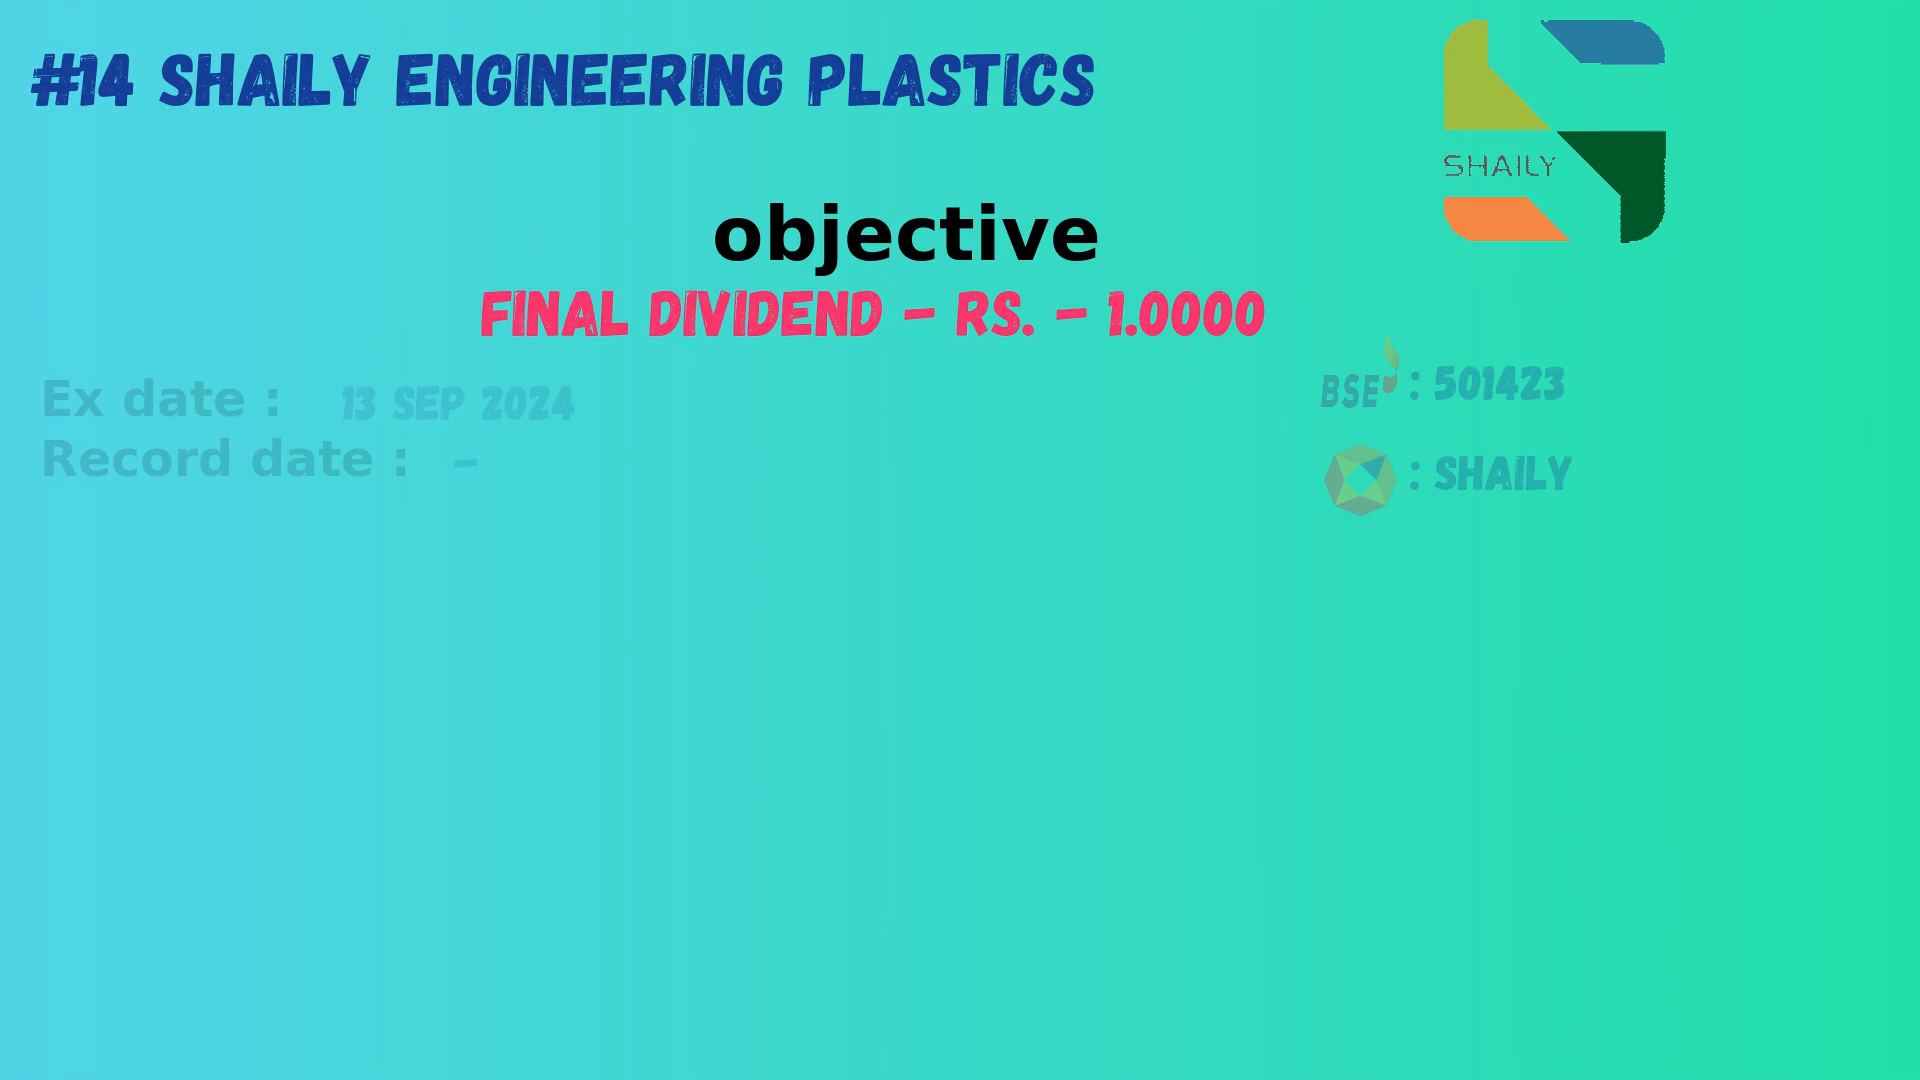 #14 SHAILY ENGINEERING PLASTICS
SHAILY
objective
FINAL DIVIDEND - RS. - 1.0000
Ex date : 13 SEP 2024
BSE : 501423
Record date : -
: SHAILY